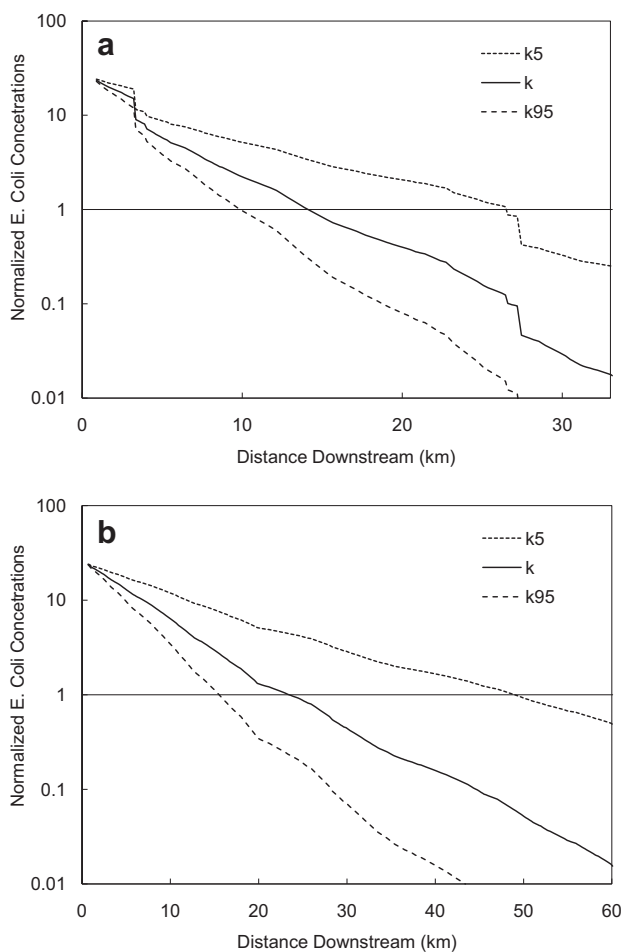 a
100
10
1
0.1
0.01
Normalized E. Coli Concetrations
k5
k
k95
0
10
20
30
Distance Downstream (km)
b
100
10
1
0.1
0.01
Normalized E. Coli Concetrations
k5
k
k95
0
10
20
30
40
50
60
Distance Downstream (km)